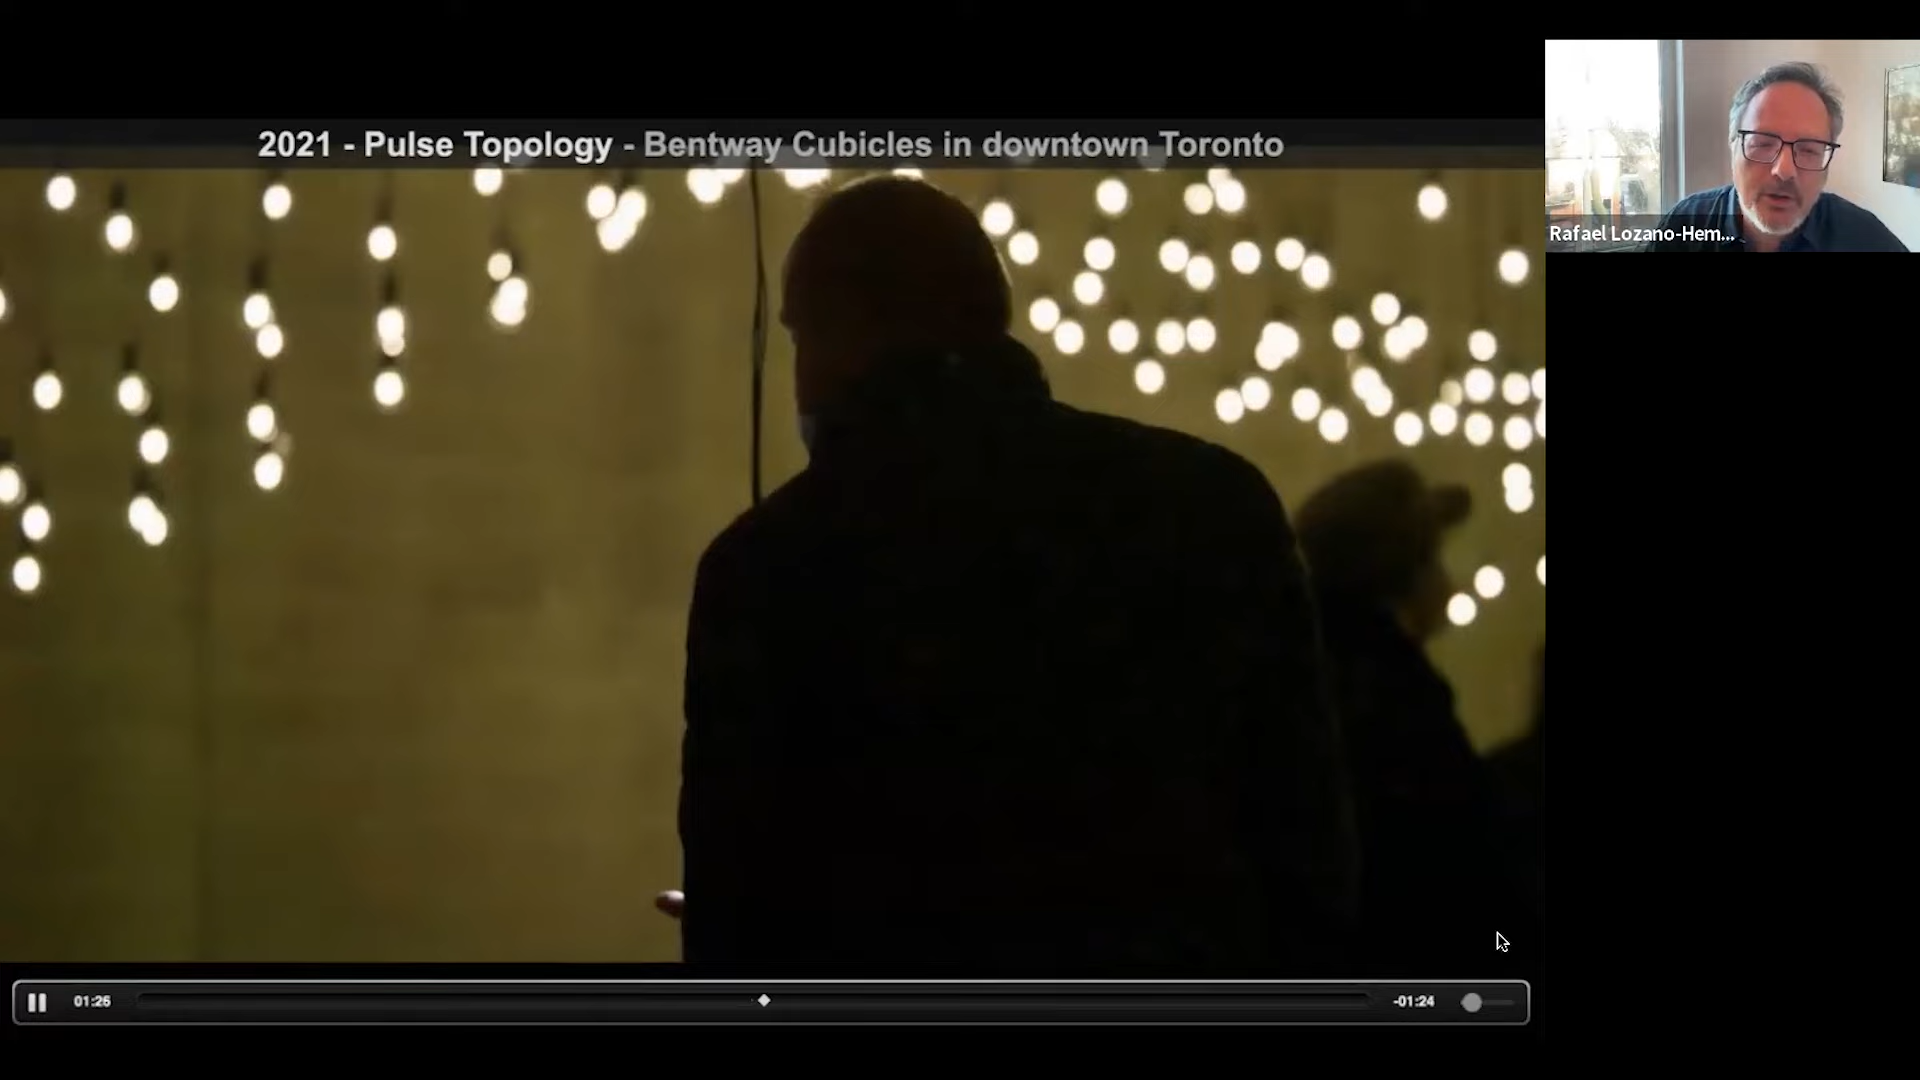 2021 - Pulse Topology - Bentway Cubicles in downtown Toronto
Rafael Lozano-Hem...
01:26
-01:24